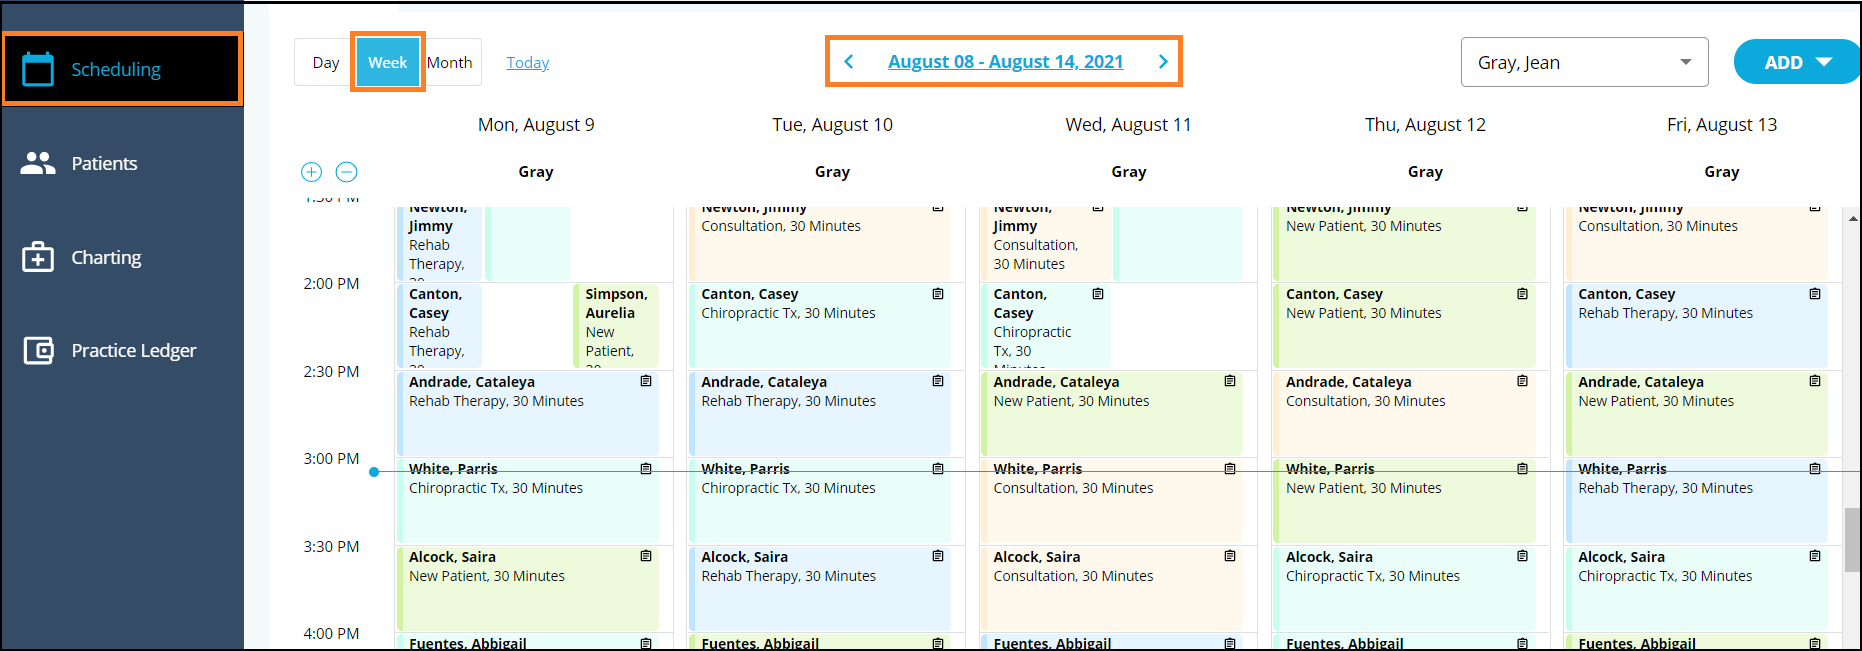 Scheduling
Patients
Charting
Practice Ledger
Day Week Month Today
August 08 - August 14, 2021
Gray, Jean
ADD
Mon, August 9
Tue, August 10
Wed, August 11
Thu, August 12
Fri, August 13
Gray
Gray
Gray
Gray
Gray
1:30 PM
Newton,
Jimmy
Rehab
Therapy,
30
Newton, Jimmy
Consultation, 30 Minutes
Newton,
Jimmy
Consultation,
30 Minutes
Newton, Jimmy
New Patient, 30 Minutes
Newton, Jimmy
Consultation, 30 Minutes
2:00 PM
Canton,
Casey
Rehab
Therapy,
30
Simpson,
Aurelia
New
Patient,
30
Canton, Casey
Chiropractic Tx, 30 Minutes
Canton,
Casey
Chiropractic
Tx, 30
Minutes
Canton, Casey
New Patient, 30 Minutes
Canton, Casey
Rehab Therapy, 30 Minutes
2:30 PM
Andrade, Cataleya
Rehab Therapy, 30 Minutes
Andrade, Cataleya
Rehab Therapy, 30 Minutes
Andrade, Cataleya
New Patient, 30 Minutes
Andrade, Cataleya
Consultation, 30 Minutes
Andrade, Cataleya
New Patient, 30 Minutes
3:00 PM
White, Parris
Chiropractic Tx, 30 Minutes
White, Parris
Chiropractic Tx, 30 Minutes
White, Parris
Consultation, 30 Minutes
White, Parris
New Patient, 30 Minutes
White, Parris
Rehab Therapy, 30 Minutes
3:30 PM
Alcock, Saira
New Patient, 30 Minutes
Alcock, Saira
Rehab Therapy, 30 Minutes
Alcock, Saira
Consultation, 30 Minutes
Alcock, Saira
Chiropractic Tx, 30 Minutes
Alcock, Saira
Chiropractic Tx, 30 Minutes
4:00 PM
Fuentes, Abbigail
Fuentes, Abbigail
Fuentes, Abbigail
Fuentes, Abbigail
Fuentes, Abbigail